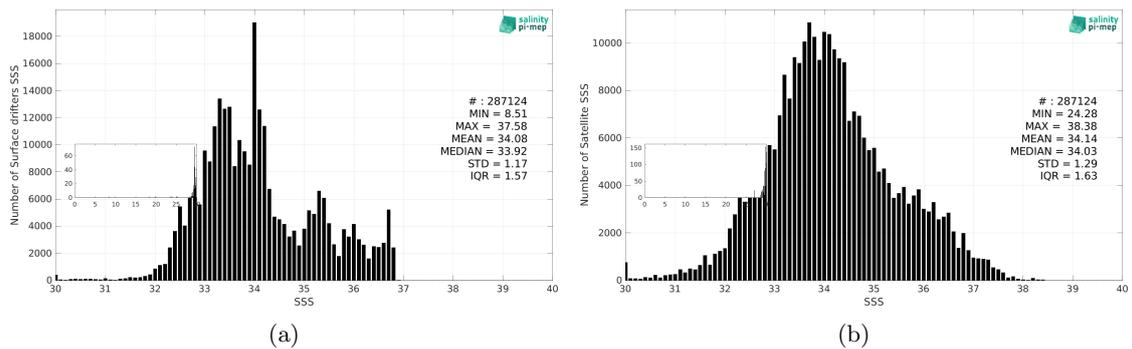 salinity
pi-mep
Number of Surface drifters SSS
18000
16000
14000
12000
10000
8000
6000
4000
2000
0
# : 287124
MIN = 8.51
MAX = 37.58
MEAN = 34.08
MEDIAN = 33.92
STD = 1.17
IQR = 1.57
60
40
20
0
0 5 10 15 20 25
30 31 32 33 34 35 36 37 38 39 40
SSS
(a)
salinity
pi-mep
Number of Satellite SSS
10000
8000
6000
4000
2000
0
# : 287124
MIN = 24.28
MAX = 38.38
MEAN = 34.14
MEDIAN = 34.03
STD = 1.29
IQR = 1.63
150
100
50
0
0 5 10 15 20
30 31 32 33 34 35 36 37 38 39 40
SSS
(b)